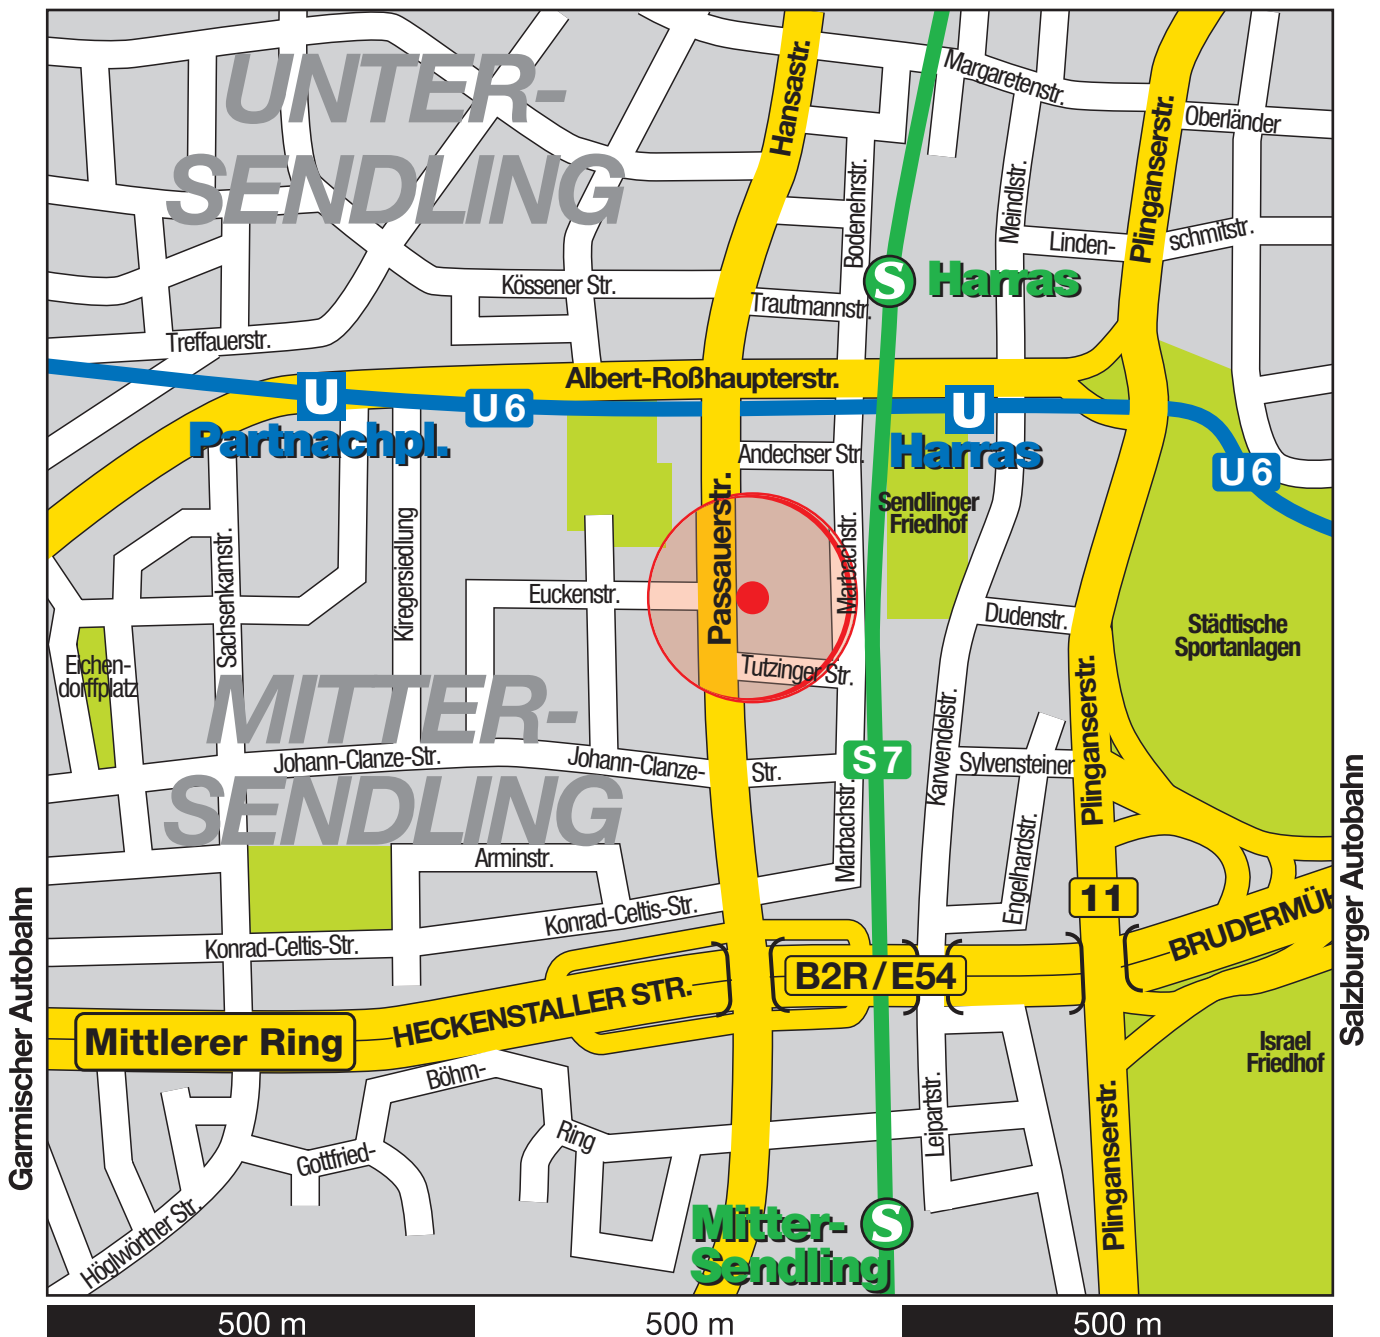 UNTER-
SENDLING
Hansastr.
Margaretenstr.
Plinganserstr.
Oberländer
Bodenehrstr.
Meindlstr.
Linden-
schmitstr.
S
Harras
Kössener Str.
Trautmannstr.
Treffauerstr.
Albert-Roßhaupterstr.
U
U 6
U
Partnachpl.
Harras
U 6
Andechser Str.
Passauerstr.
Sendlinger
Friedhof
Sachsenkamstr.
Kiregersiedlung
Marbachstr.
Euckenstr.
Dudenstr.
Städtische
Sportanlagen
Eichen-
dorffplatz
Tutzinger Str.
MITTER-
SENDLING
Karwendelstr.
Plinganserstr.
Johann-Clanze-Str.
Johann-Clanze-
Str.
S 7
Sylvensteiner
Marbachstr.
Engelhardstr.
Arminstr.
Konrad-Celtis-Str.
Konrad-Celtis-Str.
11
BRUDERMÜH
B2R / E54
HECKENSTALLER STR.
Mittlerer Ring
Israel
Friedhof
Böhm-
Ring
Gottfried-
Leipartstr.
Plinganserstr.
Höglwörther Str.
Mitter-
Sendling
S
Garmischer Autobahn
Salzburger Autobahn
500 m
500 m
500 m